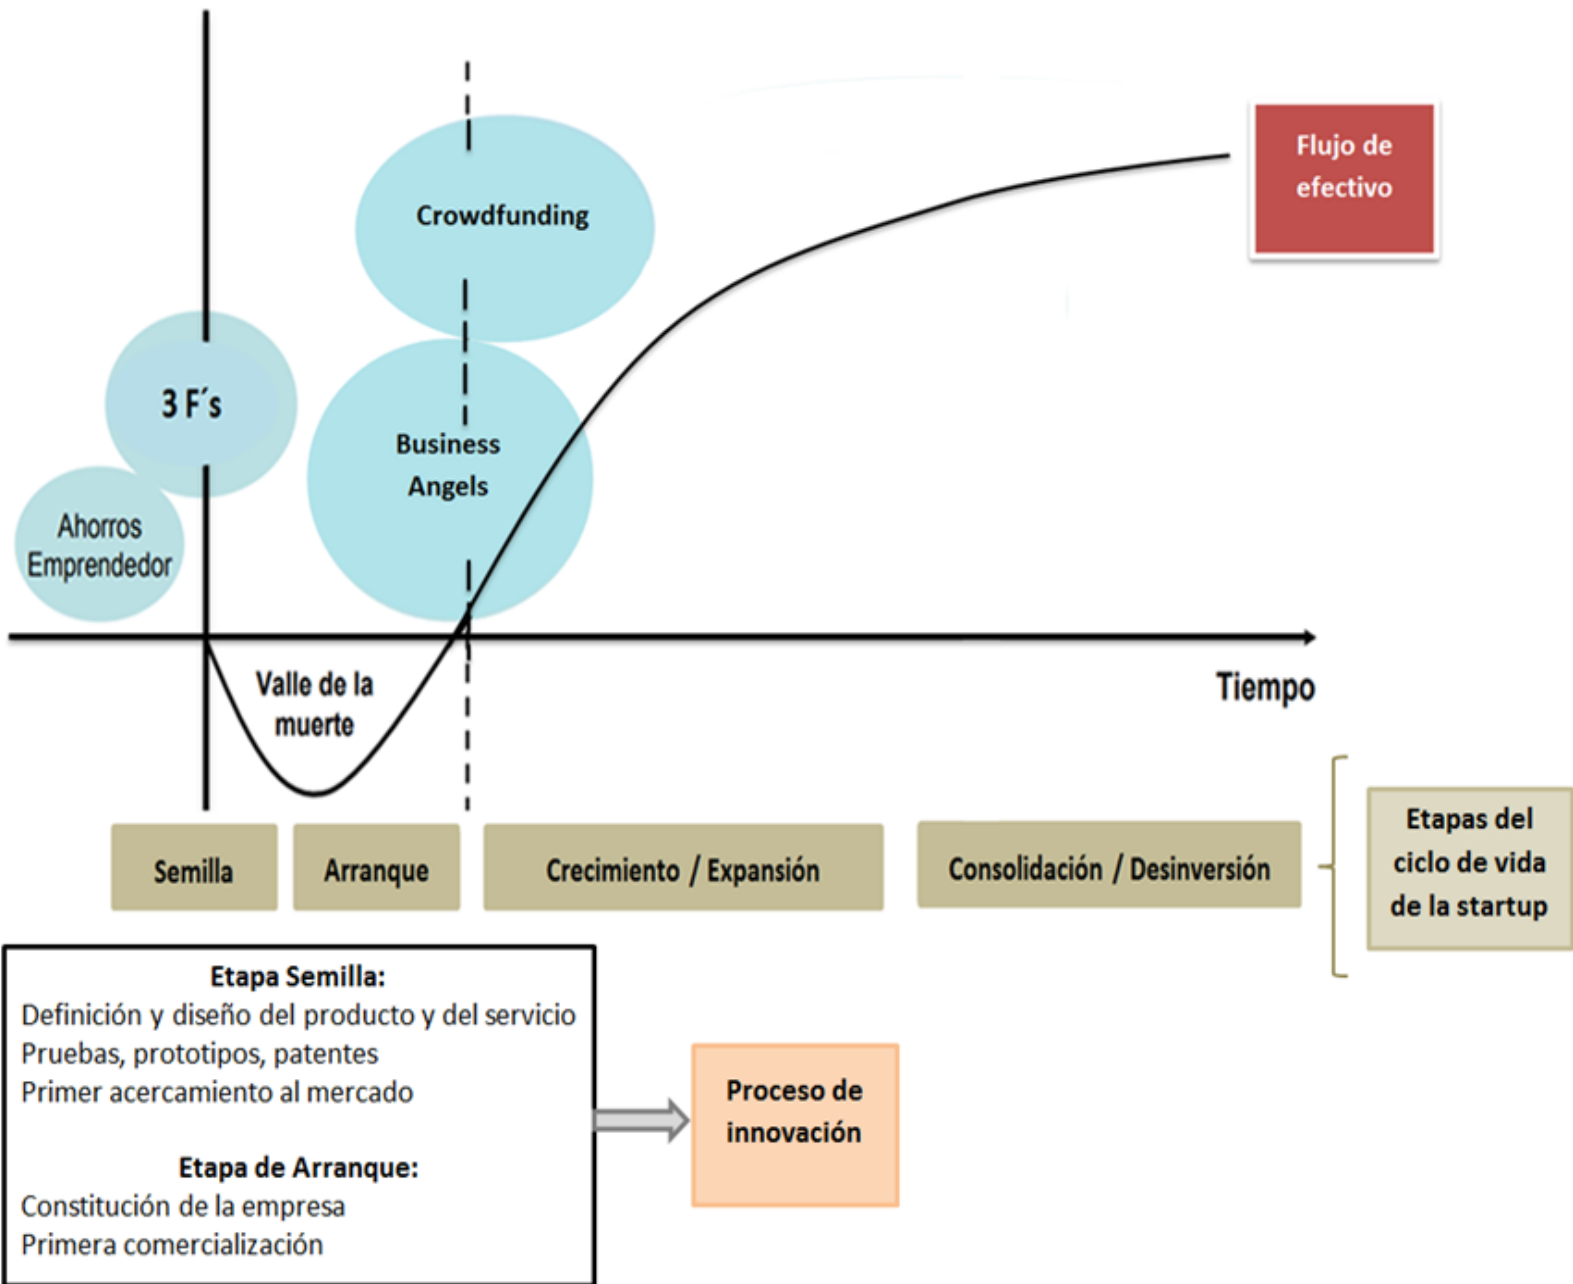 Flujo de
efectivo
Crowdfunding
3 F´s
Business
Angels
Ahorros
Emprendedor
Valle de la
muerte
Tiempo
Semilla
Arranque
Crecimiento / Expansión
Consolidación / Desinversión
Etapas del
ciclo de vida
de la startup
Etapa Semilla:
Definición y diseño del producto y del servicio
Pruebas, prototipos, patentes
Primer acercamiento al mercado
Etapa de Arranque:
Constitución de la empresa
Primera comercialización
Proceso de
innovación